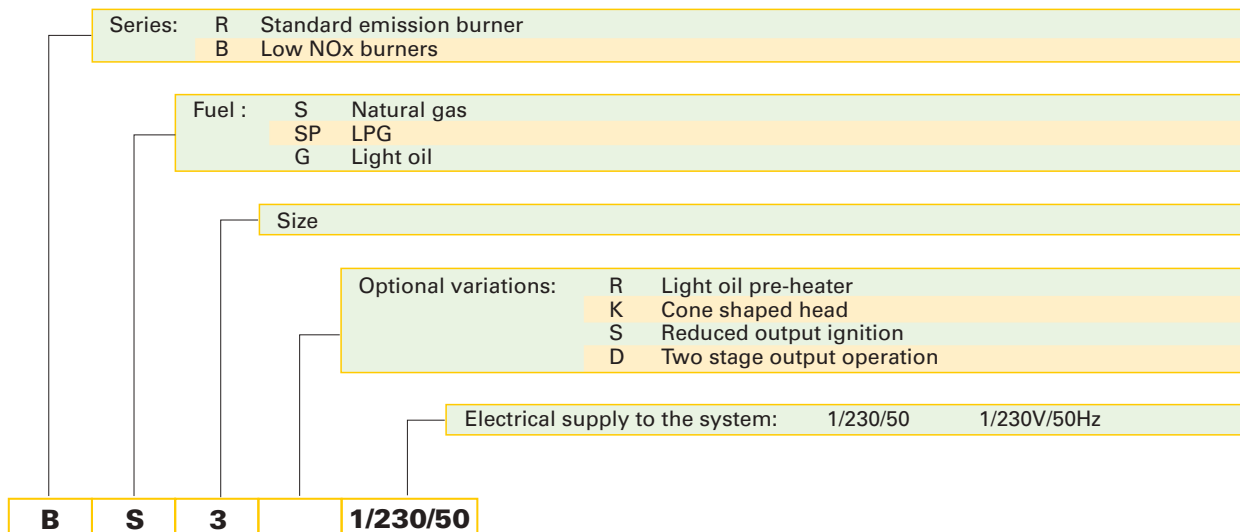 Series: R Standard emission burner
B Low NOx burners
Fuel : S Natural gas
SP LPG
G Light oil
Size
Optional variations: R Light oil pre-heater
K Cone shaped head
S Reduced output ignition
D Two stage output operation
Electrical supply to the system: 1/230/50 1/230V/50Hz
B S 3 1/230/50